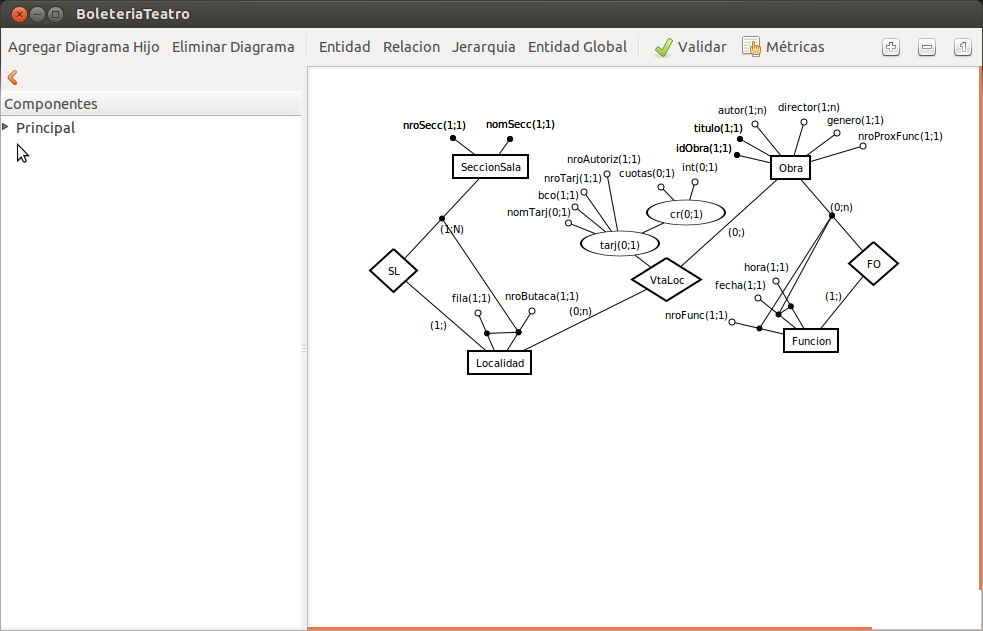 BoleteriaTeatro
Agregar Diagrama Hijo Eliminar Diagrama Entidad Relacion Jerarquia Entidad Global Validar Métricas 1
Componentes
Principal
autor(1;n) director(1;n)
nroSecc(1;1) nomSecc(1;1) titulo(1;1) genero(1;1)
idObra(1;1) nroProxFunc(1;1)
SeccionSala nroAutoriz(1;1) Obra
nroTarj(1;1) cuotas(0;1) int(0;1)
bco(1;1)
nomTarj(0;1) cr(0;1) (0;n)
(1;N) tarj(0;1) (0;)
SL VtaLoc hora(1;1) FO
fila(1;1) nroButaca(1;1) fecha(1;1) (1;)
(1;) (0;n) nroFunc(1;1)
Funcion
Localidad